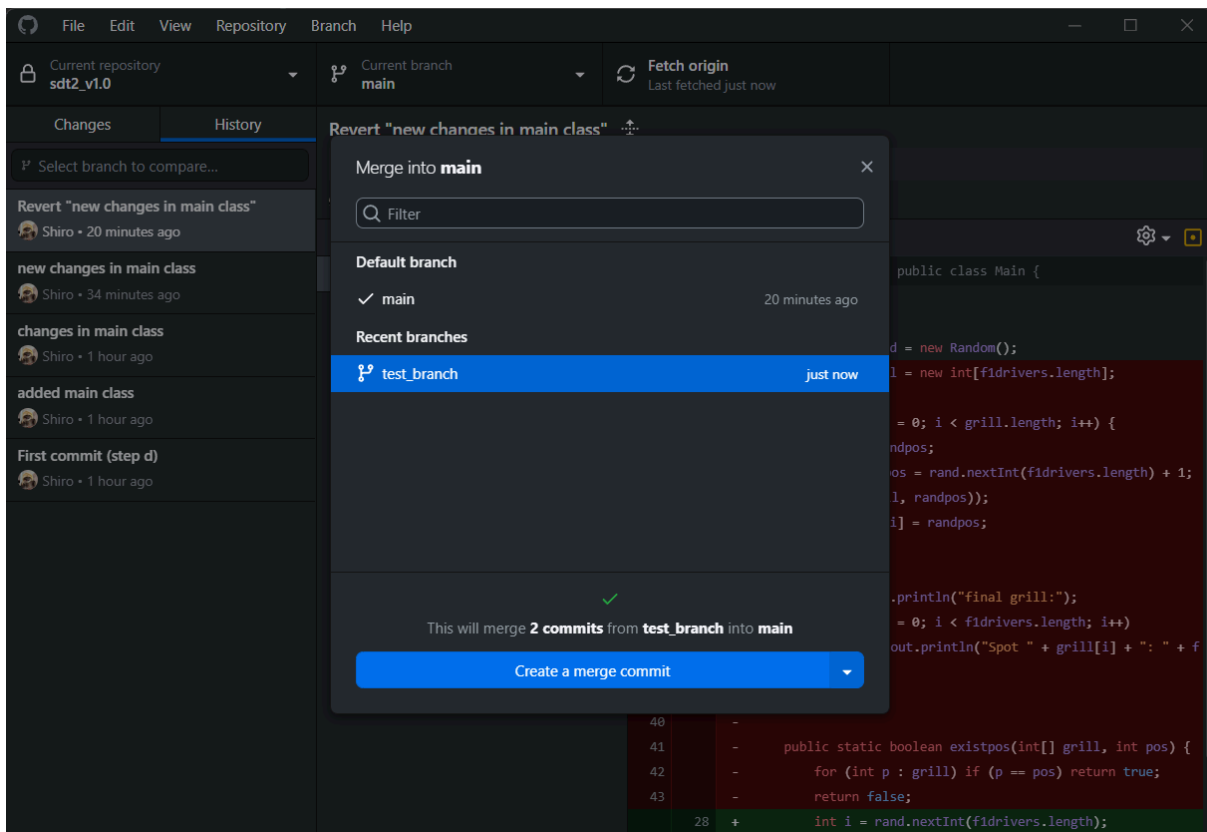 File Edit View Repository Branch Help
Current repository
sdt2_v1.0
Current branch
main
Fetch origin
Last fetched just now
Changes
History
Select branch to compare...
Revert "new changes in main class"
Shiro • 20 minutes ago
new changes in main class
Shiro • 34 minutes ago
changes in main class
Shiro • 1 hour ago
added main class
Shiro • 1 hour ago
First commit (step d)
Shiro • 1 hour ago
Revert "new changes in main class"
Merge into main
Filter
Default branch
main
20 minutes ago
Recent branches
test_branch
just now
This will merge 2 commits from test_branch into main
Create a merge commit
public class Main {
d = new Random();
l = new int[f1drivers.length];
= 0; i < grill.length; i++) {
ndpos;
os = rand.nextInt(f1drivers.length) + 1;
l, randpos));
i] = randpos;
.println("final grill:");
= 0; i < f1drivers.length; i++)
out.println("Spot " + grill[i] + ": " + f
40 -
41 - public static boolean existpos(int[] grill, int pos) {
42 - for (int p : grill) if (p == pos) return true;
43 - return false;
28 + int i = rand.nextInt(f1drivers.length);